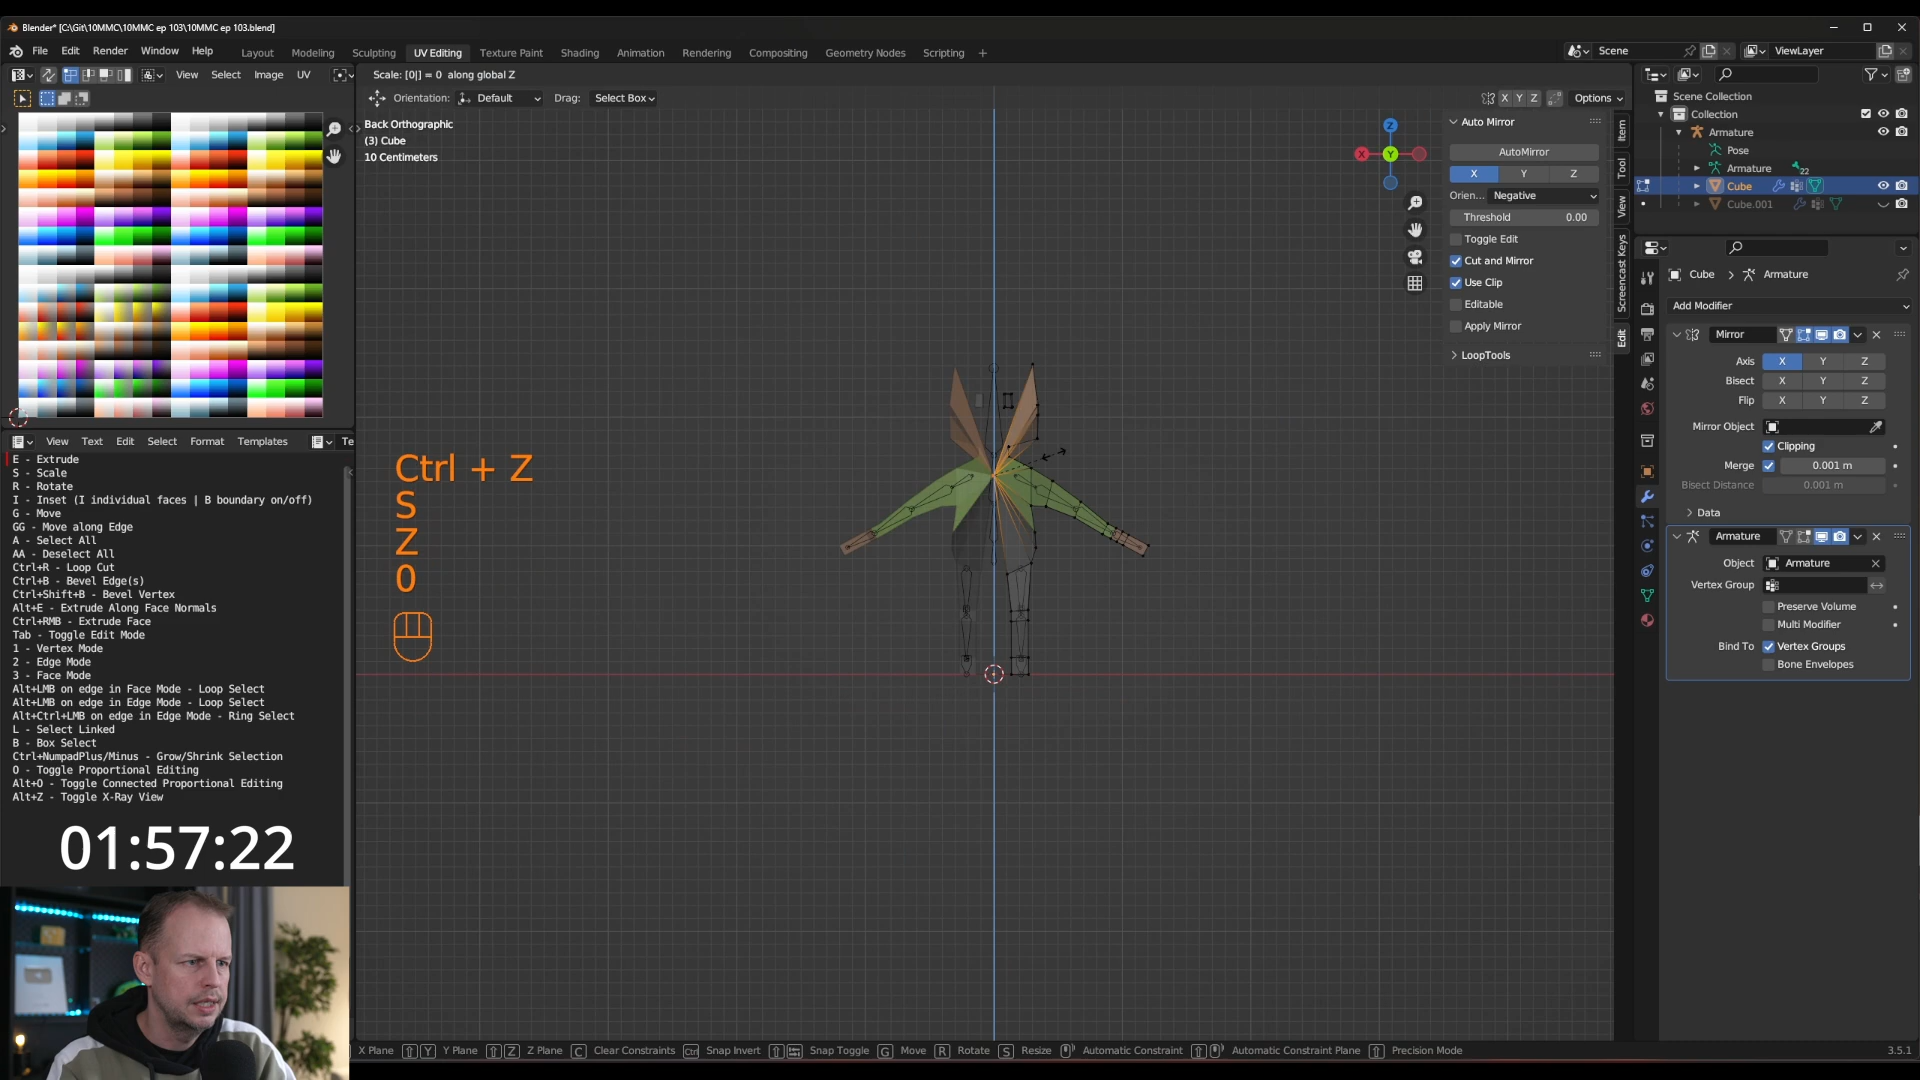 Blender* [C:\Git\10MMC\10MMC ep 103\10MMC ep 103.blend]
File Edit Render Window Help Layout Modeling Sculpting UV Editing Texture Paint Shading Animation Rendering Compositing Geometry Nodes Scripting + Scene ViewLayer
View Select Image UV Scale: [0|] = 0 along global Z
Orientation: Default Drag: Select Box X Y Z Options
Back Orthographic
(3) Cube
10 Centimeters
Z
X
Y
Auto Mirror
AutoMirror
X Y Z
Orien... Negative
Threshold 0.00
Toggle Edit
Cut and Mirror
Use Clip
Editable
Apply Mirror
LoopTools
Item
Tool
View
Screencast Keys
Edit
Scene Collection
Collection
Armature
Pose
Armature 22
Cube
Cube.001
Cube > Armature
Add Modifier
Mirror
Axis X Y Z
Bisect X Y Z
Flip X Y Z
Mirror Object
Clipping
Merge 0.001 m
Bisect Distance 0.001 m
Data
Armature
Object Armature
Vertex Group
Preserve Volume
Multi Modifier
Bind To Vertex Groups
Bone Envelopes
View Text Edit Select Format Templates Te
E - Extrude
S - Scale
R - Rotate
I - Inset (I individual faces | B boundary on/off)
G - Move
GG - Move along Edge
A - Select All
AA - Deselect All
Ctrl+R - Loop Cut
Ctrl+B - Bevel Edge(s)
Ctrl+Shift+B - Bevel Vertex
Alt+E - Extrude Along Face Normals
Ctrl+RMB - Extrude Face
Tab - Toggle Edit Mode
1 - Vertex Mode
2 - Edge Mode
3 - Face Mode
Alt+LMB on edge in Face Mode - Loop Select
Alt+LMB on edge in Edge Mode - Loop Select
Alt+Ctrl+LMB on edge in Edge Mode - Ring Select
L - Select Linked
B - Box Select
Ctrl+NumpadPlus/Minus - Grow/Shrink Selection
O - Toggle Proportional Editing
Alt+O - Toggle Connected Proportional Editing
Alt+Z - Toggle X-Ray View
Ctrl + Z
S
Z
0
01:57:22
X Plane Y Y Plane Z Z Plane C Clear Constraints Ctrl Snap Invert Snap Toggle G Move R Rotate S Resize Automatic Constraint Automatic Constraint Plane Precision Mode 3.5.1